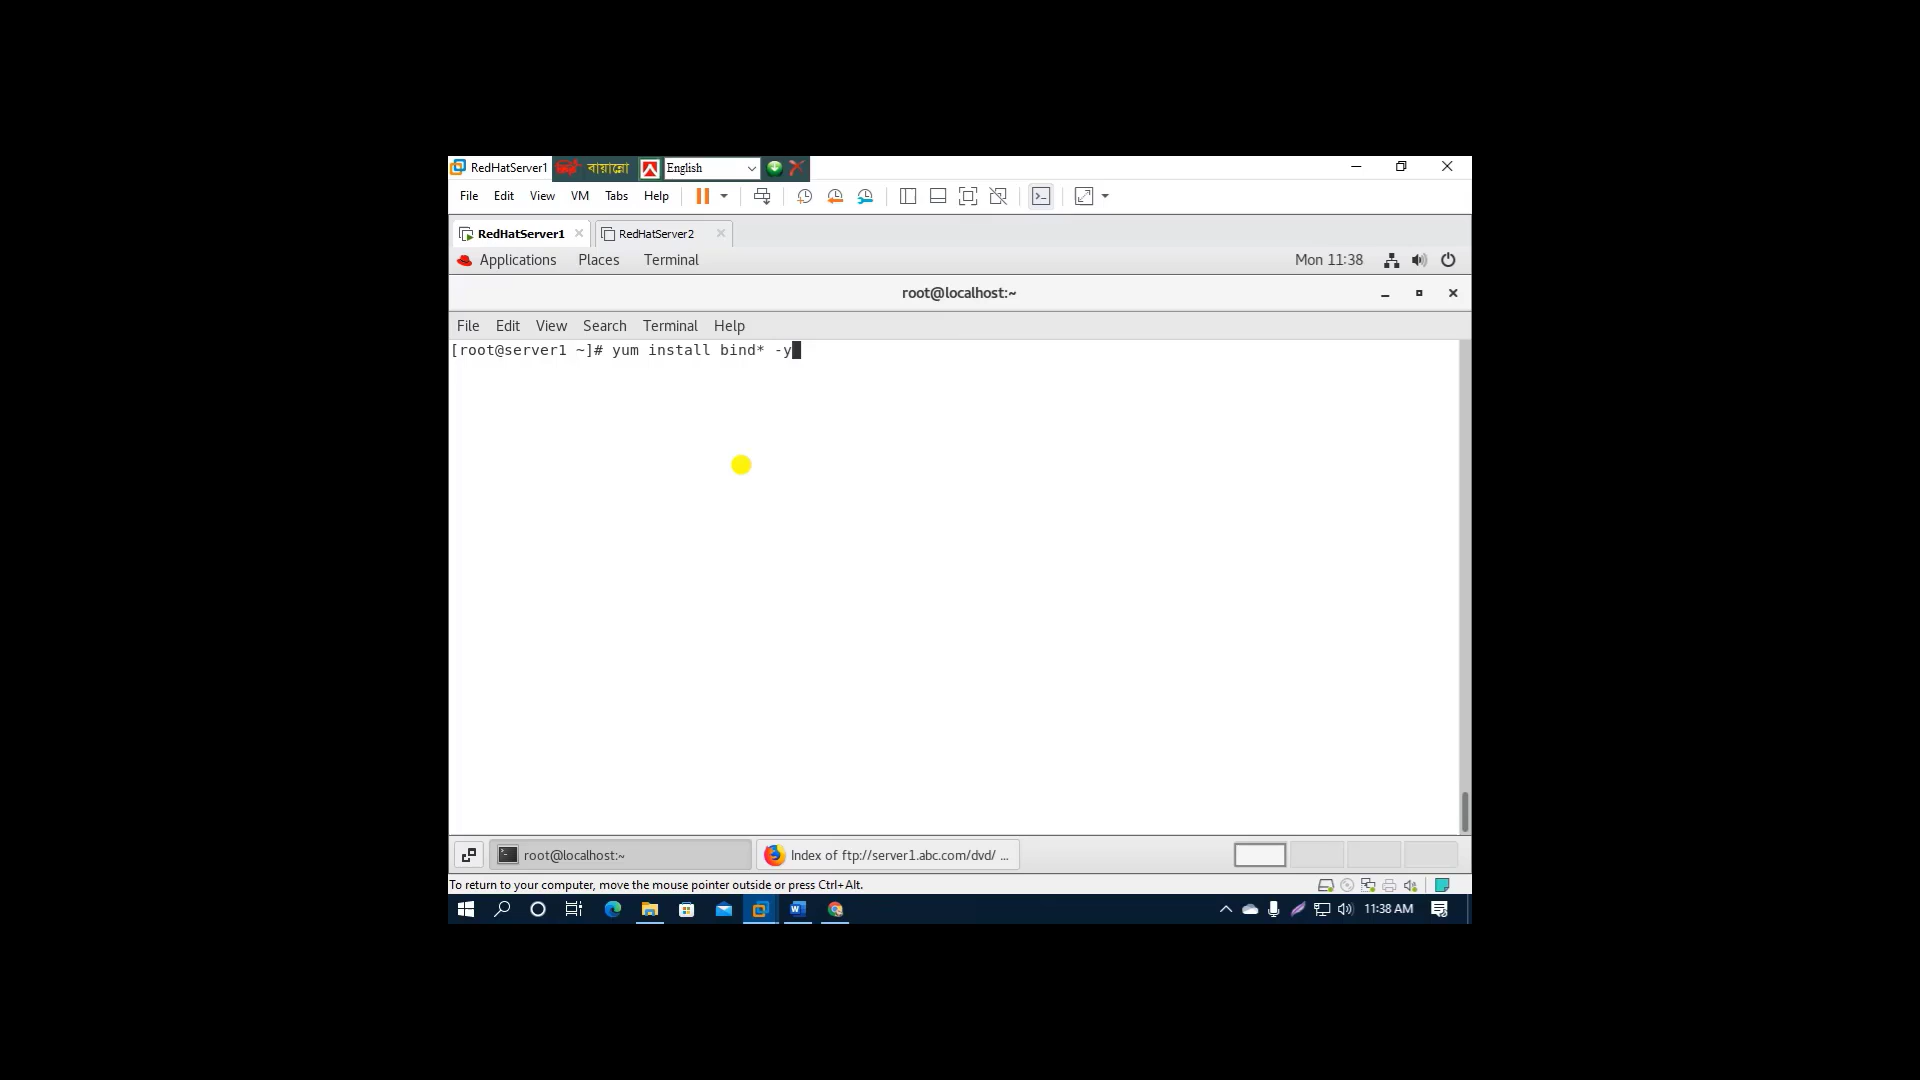 RedHatServer1 বায়ান্নো English
File Edit View VM Tabs Help
RedHatServer1 RedHatServer2
Applications Places Terminal Mon 11:38
root@localhost:~
File Edit View Search Terminal Help
[root@server1 ~]# yum install bind* -y
root@localhost:~ Index of ftp://server1.abc.com/dvd/ ...
To return to your computer, move the mouse pointer outside or press Ctrl+Alt.
11:38 AM